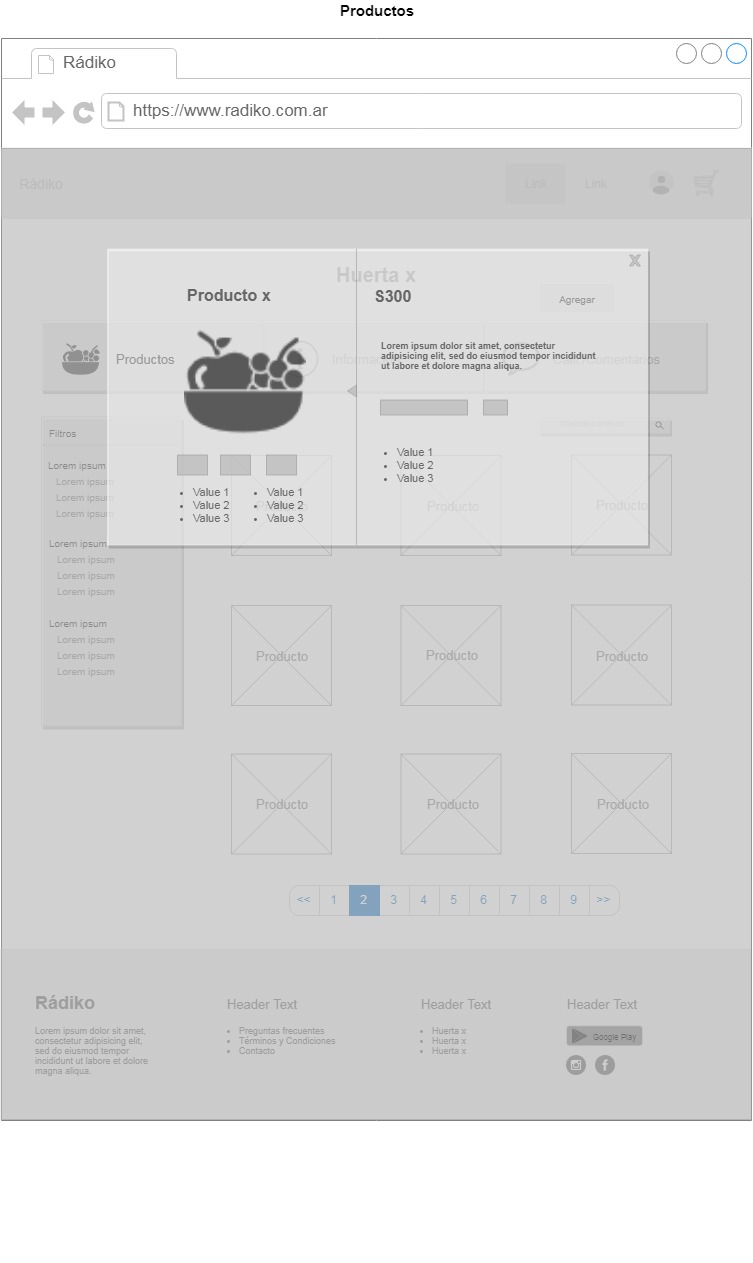 Productos
Rádiko
https://www.radiko.com.ar
Rádiko
Link
Link
Huerta x
Producto x
S300
Agregar
X
Lorem ipsum dolor sit amet, consectetur
adipisicing elit, sed do eiusmod tempor incididunt
ut labore et dolore magna aliqua.
Value 1
Value 2
Value 3
Value 1
Value 2
Value 3
Value 1
Value 2
Value 3
Productos
Filtros
Lorem ipsum
Lorem ipsum
Lorem ipsum
Lorem ipsum
Lorem ipsum
Lorem ipsum
Lorem ipsum
Lorem ipsum
Lorem ipsum
Lorem ipsum
Lorem ipsum
Lorem ipsum
Producto
Producto
Producto
Producto
Producto
Producto
Producto
Producto
<< 1 2 3 4 5 6 7 8 9 >>
Rádiko
Lorem ipsum dolor sit amet,
consectetur adipisicing elit,
sed do eiusmod tempor
incididunt ut labore et dolore
magna aliqua.
Header Text
Preguntas frecuentes
Términos y Condiciones
Contacto
Header Text
Huerta x
Huerta x
Huerta x
Header Text
Google Play